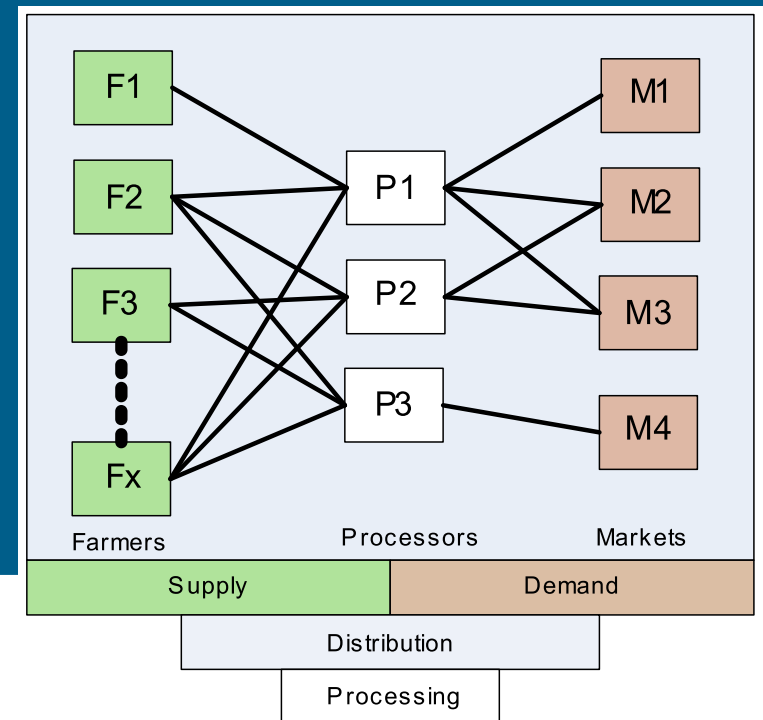 F1
M1
P1
F2
M2
P2
F3
M3
P3
M4
Fx
Farmers
Processors
Markets
Supply
Demand
Distribution
Processing